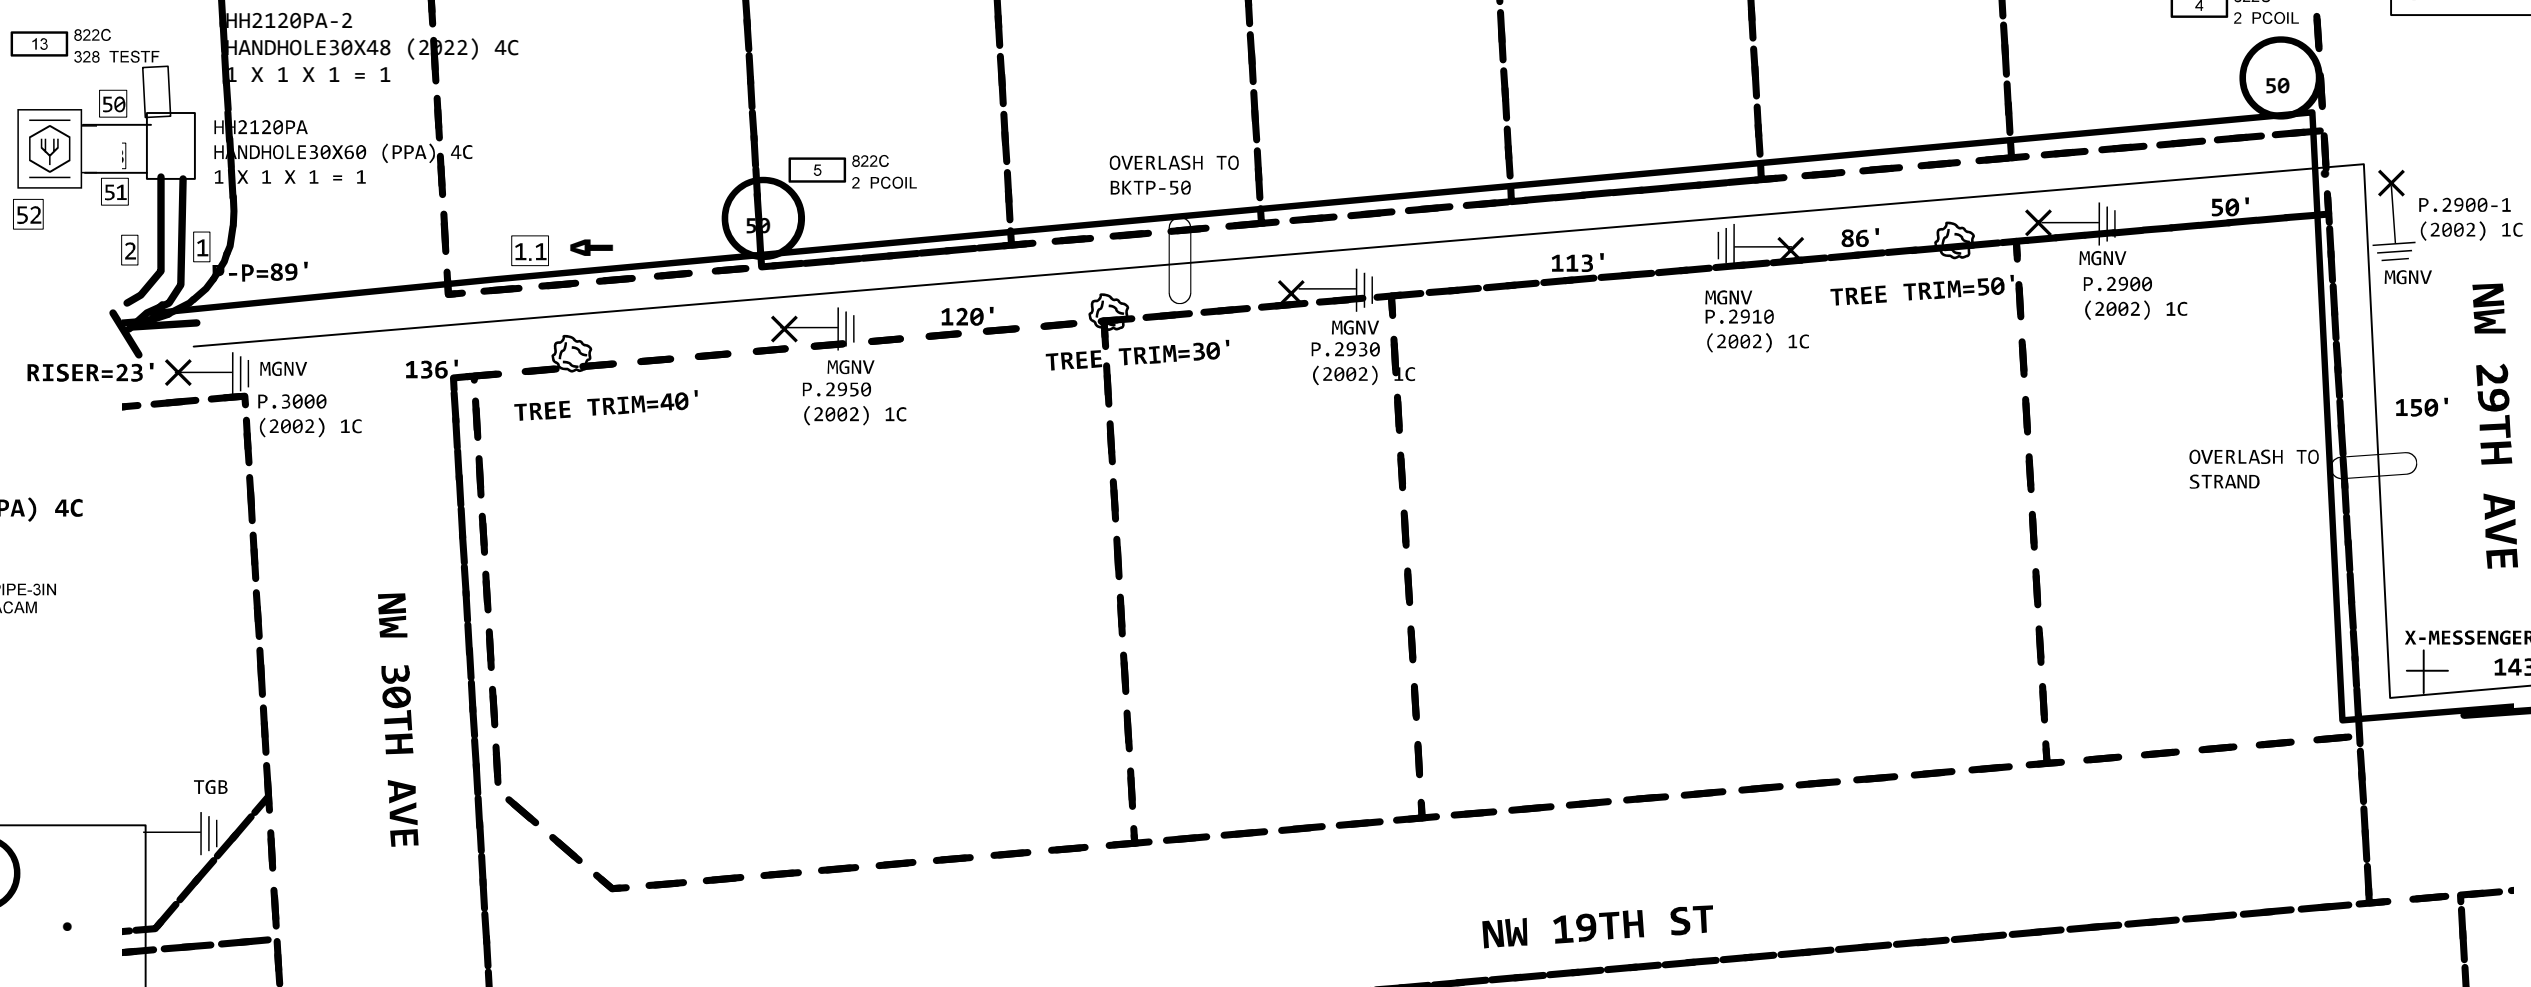 HH2120PA-2
HANDHOLE30X48 (2022) 4C
1 X 1 X 1 = 1
13
822C
328 TESTF
50
HH2120PA
HANDHOLE30X60 (PPA) 4C
1 X 1 X 1 = 1
51
52
2
1
P-P=89'
1.1
50
5
822C
2 PCOIL
OVERLASH TO
BKTP-50
4
2 PCOIL
50
50'
P.2900-1
(2002) 1C
MGNV
86'
113'
MGNV
P.2900
(2002) 1C
TREE TRIM=50'
MGNV
P.2910
(2002) 1C
120'
MGNV
P.2930
(2002) 1C
TREE TRIM=30'
MGNV
P.2950
(2002) 1C
136'
TREE TRIM=40'
RISER=23'
MGNV
P.3000
(2002) 1C
NW 29TH AVE
150'
OVERLASH TO
STRAND
PA) 4C
IPE-3IN
ACAM
NW 30TH AVE
X-MESSENGER
143
TGB
NW 19TH ST